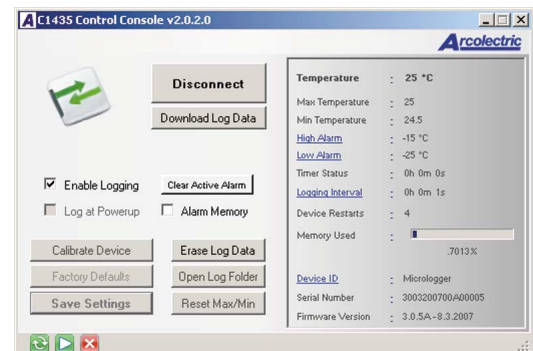 C1435 Control Console v2.0.2.0
Arcolectric
Disconnect
Download Log Data
Enable Logging
Clear Active Alarm
Log at Powerup
Alarm Memory
Calibrate Device
Erase Log Data
Factory Defaults
Open Log Folder
Save Settings
Reset Max/Min
Temperature : 25 °C
Max Temperature : 25
Min Temperature : 24.5
High Alarm : -15 °C
Low Alarm : -25 °C
Timer Status : 0h 0m 0s
Logging Interval : 0h 0m 1s
Device Restarts : 4
Memory Used :
.7013%
Device ID : Micrologger
Serial Number : 3003200700A00005
Firmware Version : 3.0.5A-8.3.2007